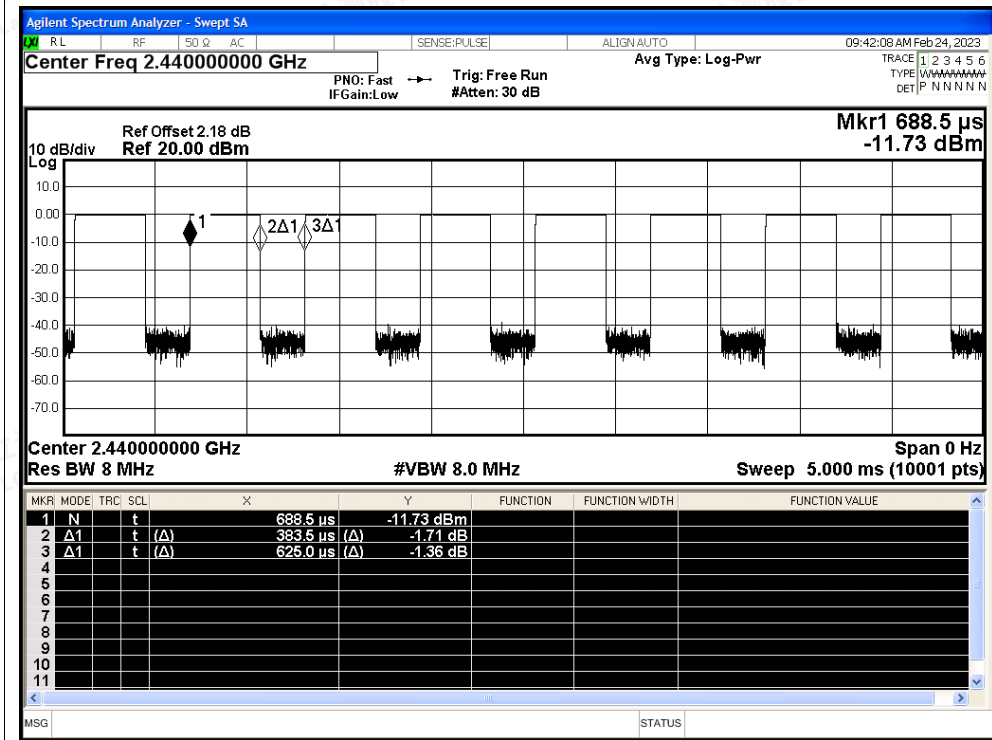 Agilent Spectrum Analyzer - Swept SA
LXI RL RF 50 Ω AC SENSE:PULSE ALIGN AUTO 09:42:08 AM Feb 24, 2023
Center Freq 2.440000000 GHz
PNO: Fast
IFGain:Low
Trig: Free Run
#Atten: 30 dB
Avg Type: Log-Pwr
TRACE 1 2 3 4 5 6
TYPE W
DET P N N N N N
Mkr1 688.5 µs
-11.73 dBm
Ref Offset 2.18 dB
10 dB/div Ref 20.00 dBm
Log
10.0
0.00
1 2Δ1 3Δ1
-10.0
-20.0
-30.0
-40.0
-50.0
-60.0
-70.0
Center 2.440000000 GHz Span 0 Hz
Res BW 8 MHz #VBW 8.0 MHz Sweep 5.000 ms (10001 pts)
MKR MODE TRC SCL X Y FUNCTION FUNCTION WIDTH FUNCTION VALUE
1 N t 688.5 µs -11.73 dBm
2 Δ1 t (Δ) 383.5 µs (Δ) -1.71 dB
3 Δ1 t (Δ) 625.0 µs (Δ) -1.36 dB
4
5
6
7
8
9
10
11
MSG STATUS